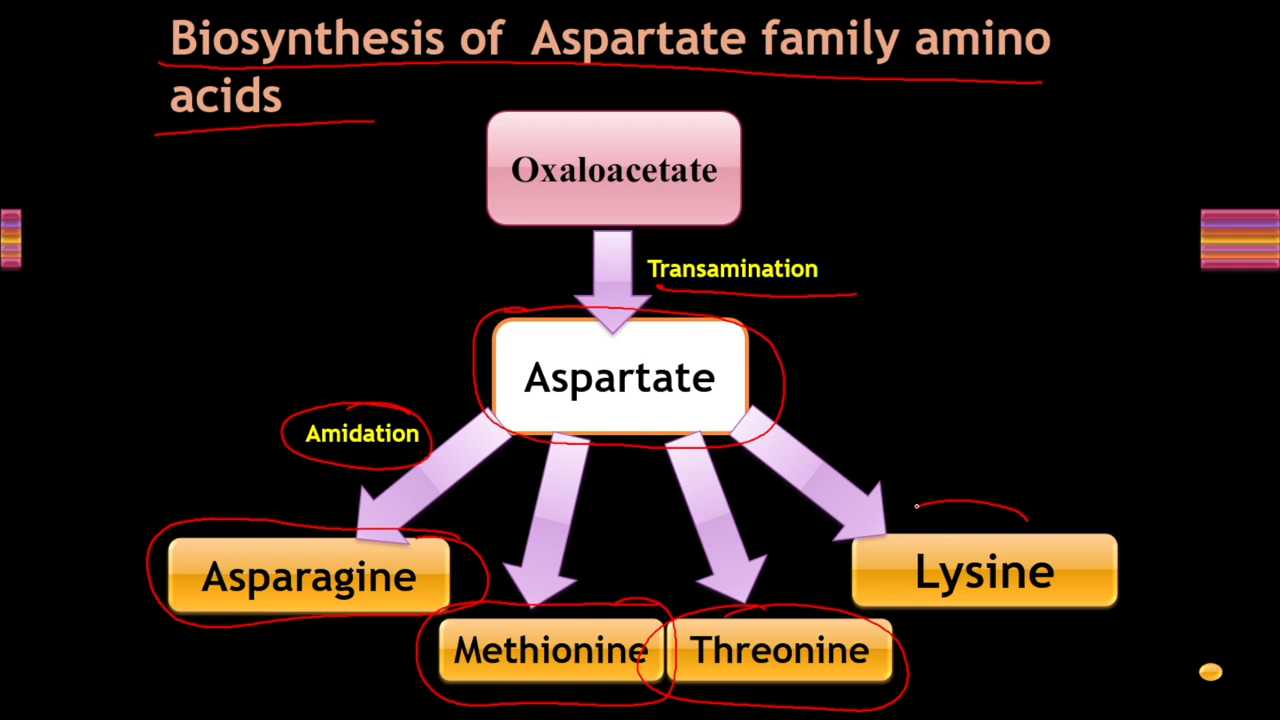 Biosynthesis of Aspartate family amino
acids
Oxaloacetate
Transamination
Aspartate
Amidation
Asparagine
Lysine
Methionine
Threonine